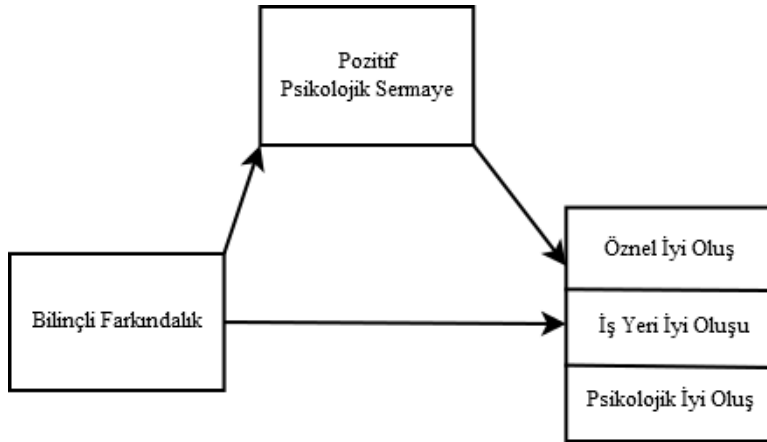 Pozitif
Psikolojik Sermaye
Öznel İyi Oluş
Bilinçli Farkındalık
İş Yeri İyi Oluşu
Psikolojik İyi Oluş